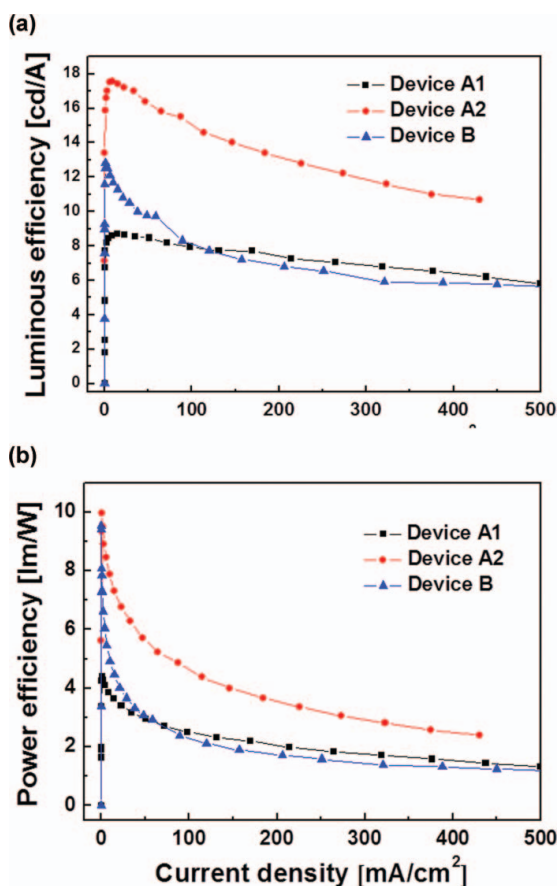 (a)
Luminous efficiency [cd/A]
18
16
14
12
10
8
6
4
2
0
Device A1
Device A2
Device B
0 100 200 300 400 500
(b)
Power efficiency [lm/W]
10
8
6
4
2
0
Device A1
Device A2
Device B
0 100 200 300 400 500
Current density [mA/cm²]